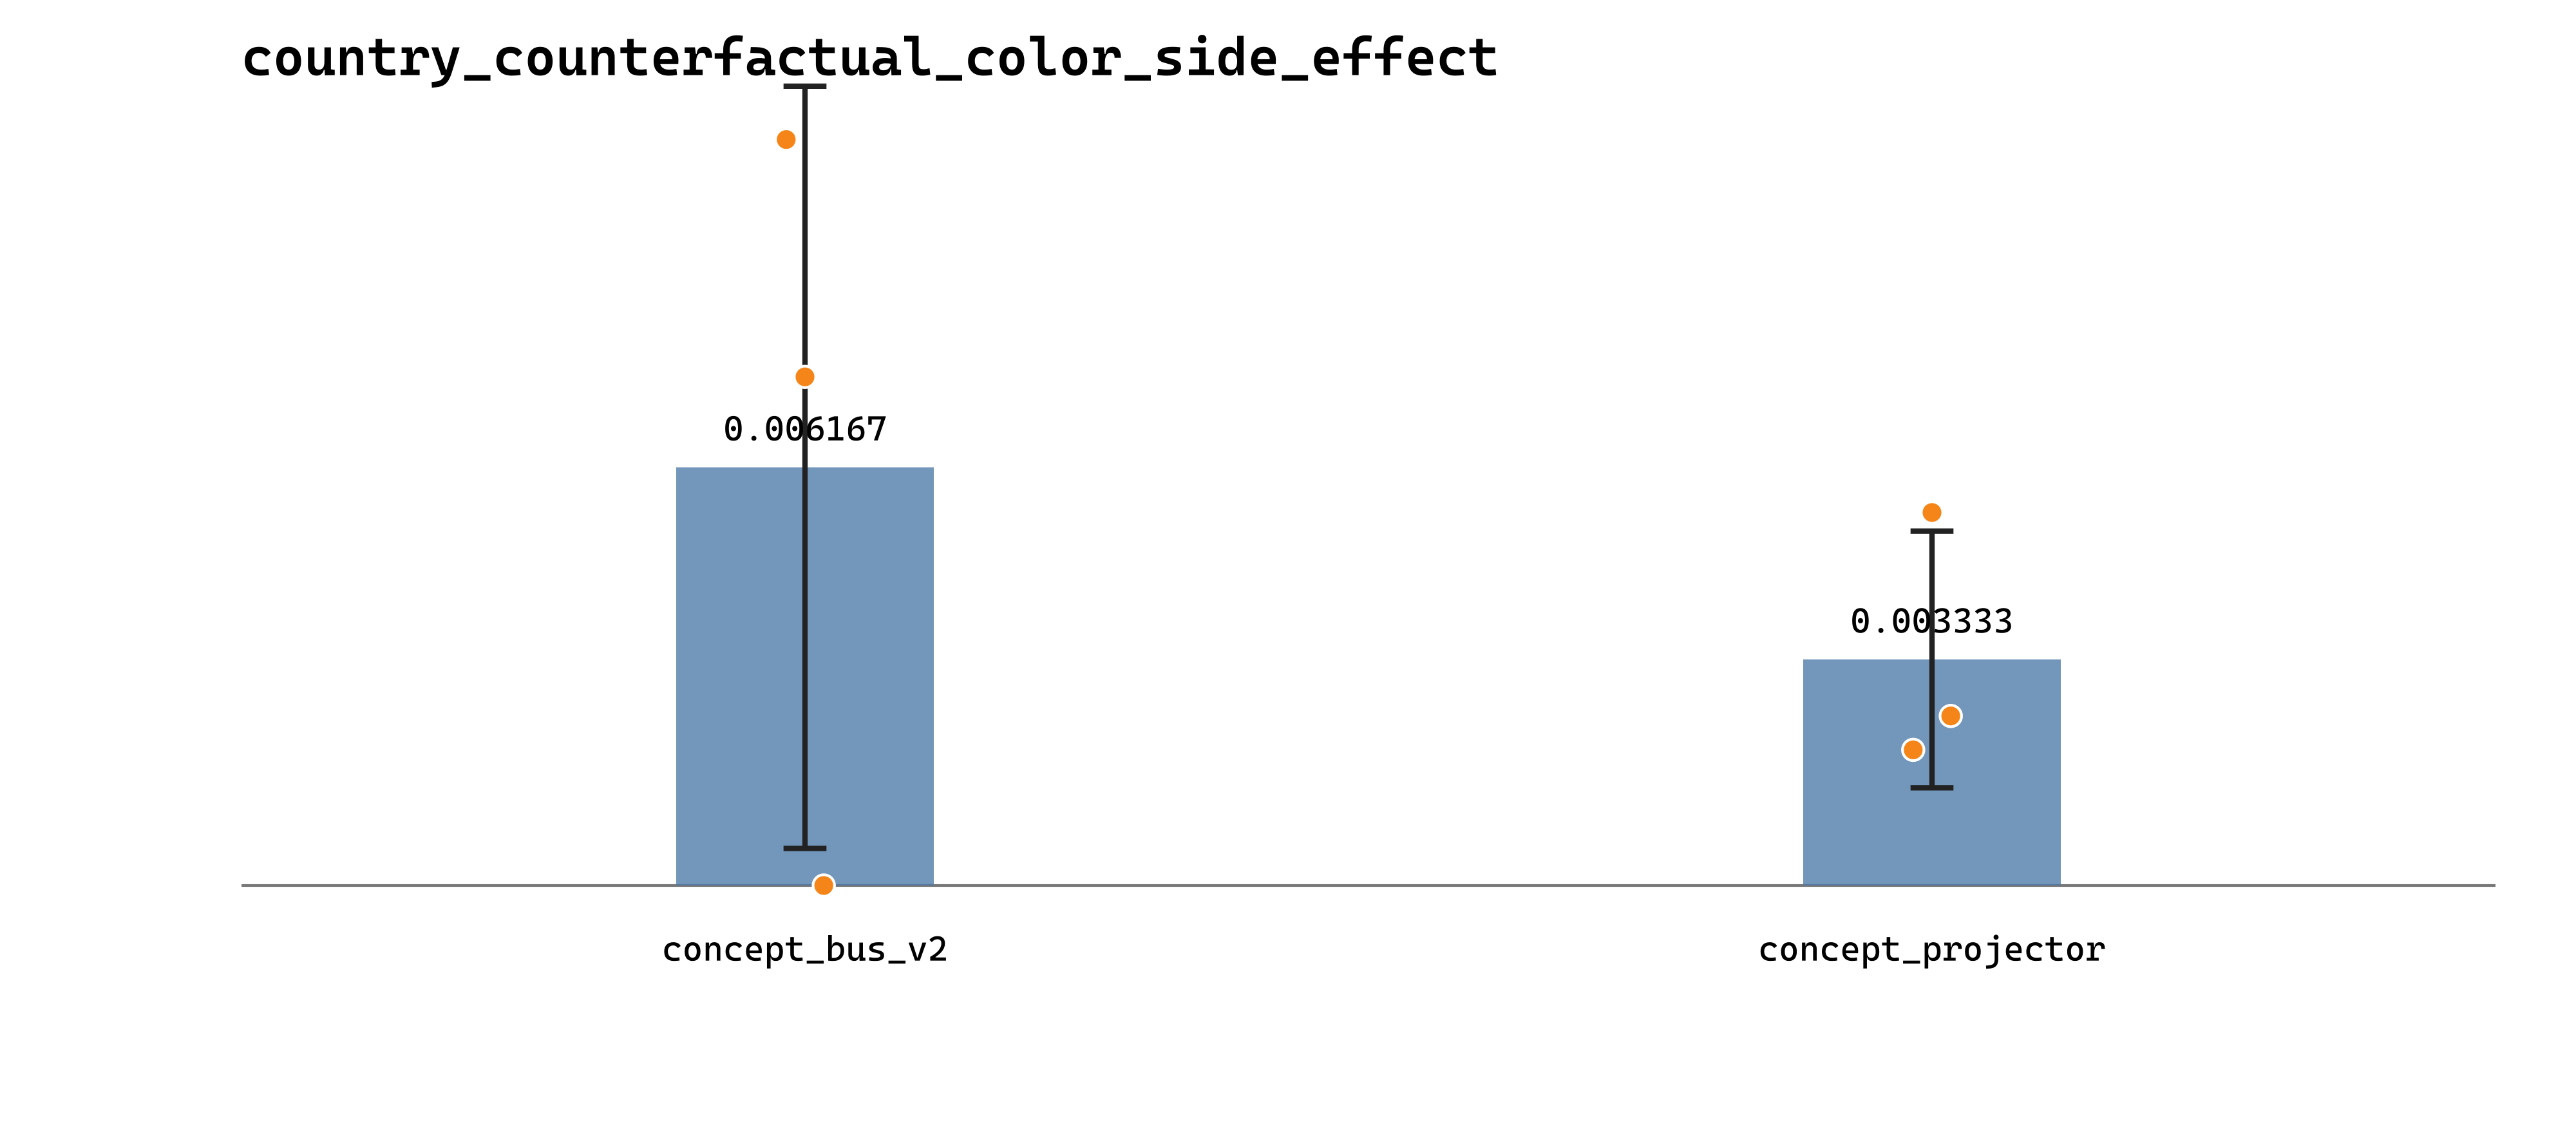 country_counterfactual_color_side_effect
0.006167
0.003333
concept_bus_v2
concept_projector